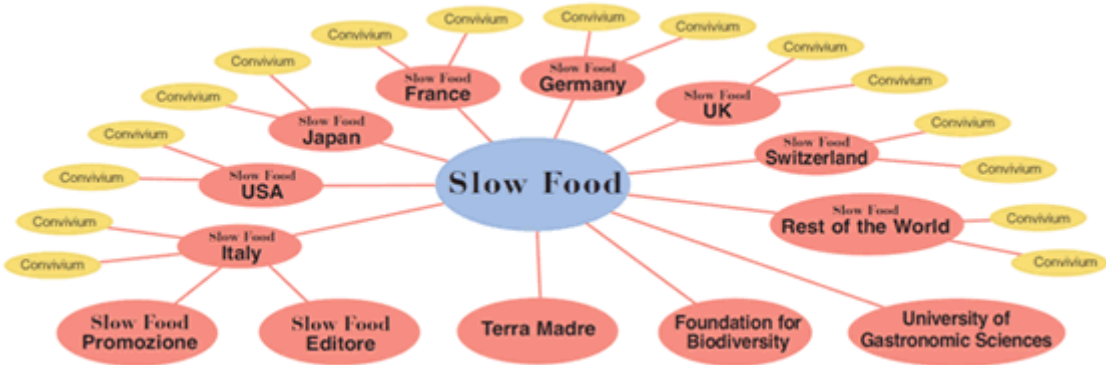 Convivium
Convivium
Convivium
Convivium
Slow Food
France
Slow Food
Germany
Convivium
Convivium
Convivium
Convivium
Slow Food
Japan
Slow Food
UK
Convivium
Convivium
Slow Food
USA
Slow Food
Slow Food
Switzerland
Convivium
Convivium
Convivium
Convivium
Slow Food
Italy
Slow Food
Rest of the World
Convivium
Convivium
Convivium
Slow Food
Promozione
Slow Food
Editore
Terra Madre
Foundation for
Biodiversity
University of
Gastronomic Sciences